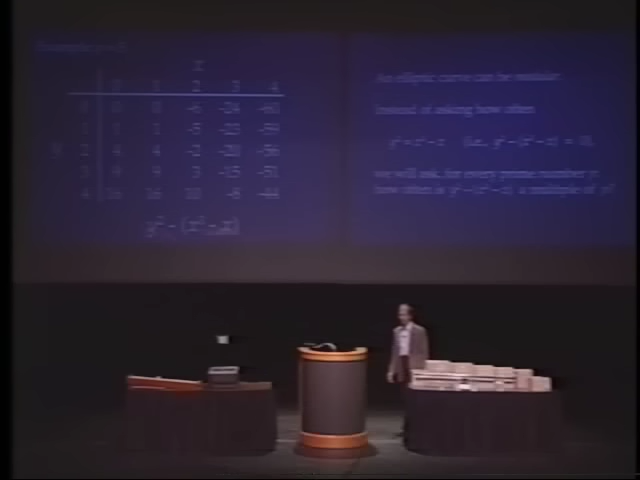 x
0 1 2 3 4
0 0 0 -6 -24 -60
1 1 1 -5 -23 -59
y 2 4 4 -2 -20 -56
3 9 9 3 -15 -51
4 16 16 10 -8 -44
y² - (x³ - x)
An elliptic curve can be modular.
Instead of asking how often
y² = x³ - x (i.e., y² - (x³ - x) = 0),
we will ask, for every prime number p:
how often is y² - (x³ - x) a multiple of p?